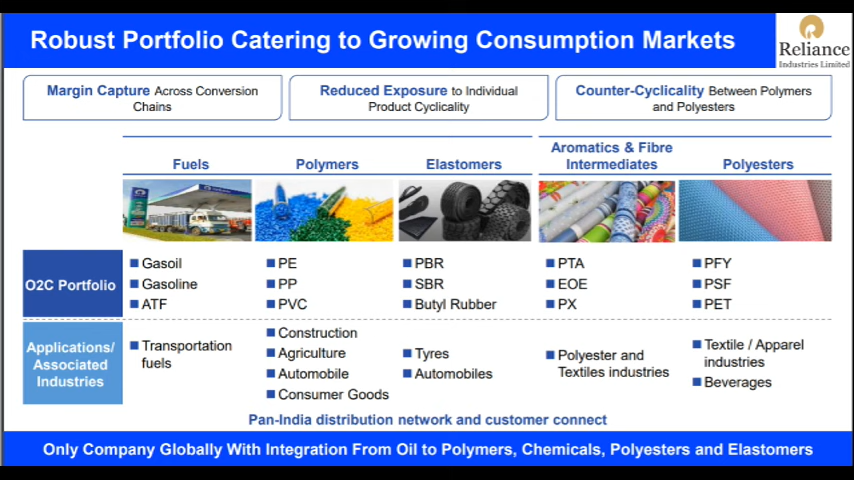 Robust Portfolio Catering to Growing Consumption Markets
Reliance
Industries Limited
Margin Capture Across Conversion
Chains
Reduced Exposure to Individual
Product Cyclicality
Counter-Cyclicality Between Polymers
and Polyesters
Fuels
Polymers
Elastomers
Aromatics & Fibre
Intermediates
Polyesters
O2C Portfolio
Gasoil
Gasoline
ATF
PE
PP
PVC
PBR
SBR
Butyl Rubber
PTA
EOE
PX
PFY
PSF
PET
Applications/
Associated
Industries
Transportation
fuels
Construction
Agriculture
Automobile
Consumer Goods
Tyres
Automobiles
Polyester and
Textiles industries
Textile / Apparel
industries
Beverages
Pan-India distribution network and customer connect
Only Company Globally With Integration From Oil to Polymers, Chemicals, Polyesters and Elastomers